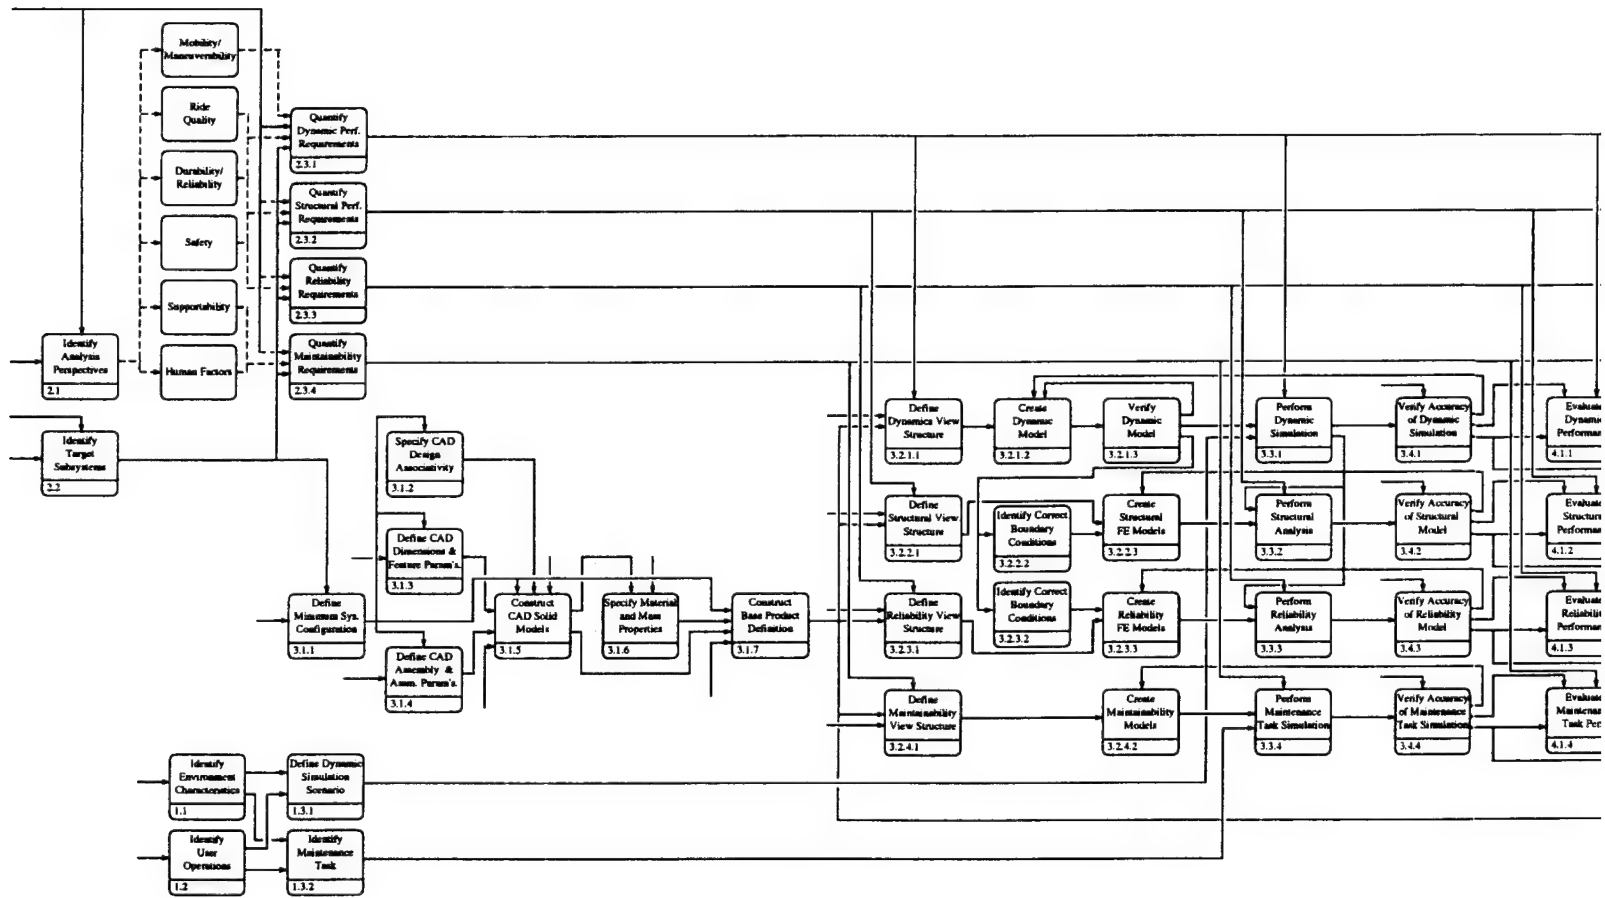 Mobility/
Maneuverability
Ride
Quality
Durability/
Reliability
Safety
Supportability
Human Factors
Identify
Analysis
Perspectives
2.1
Identify
Target
Subsystems
2.2
Quantify
Dynamic Perf.
Requirements
2.3.1
Quantify
Structural Perf.
Requirements
2.3.2
Quantify
Reliability
Requirements
2.3.3
Quantify
Maintainability
Requirements
2.3.4
Specify CAD
Design
Associativity
3.1.2
Define CAD
Dimensions &
Feature Param's.
3.1.3
Define
Minimum Sys.
Configuration
3.1.1
Define CAD
Assembly &
Assm. Param's.
3.1.4
Construct
CAD Solid
Models
3.1.5
Specify Material
and Mass
Properties
3.1.6
Construct
Base Product
Definition
3.1.7
Define
Dynamics View
Structure
3.2.1.1
Create
Dynamic
Model
3.2.1.2
Verify
Dynamic
Model
3.2.1.3
Perform
Dynamic
Simulation
3.3.1
Verify Accuracy
of Dynamic
Simulation
3.4.1
Evaluate
Dynamic
Performan
4.1.1
Define
Structural View
Structure
3.2.2.1
Identify Correct
Boundary
Conditions
3.2.2.2
Create
Structural
FE Models
3.2.2.3
Perform
Structural
Analysis
3.3.2
Verify Accuracy
of Structural
Model
3.4.2
Evaluate
Structure
Performan
4.1.2
Define
Reliability View
Structure
3.2.3.1
Identify Correct
Boundary
Conditions
3.2.3.2
Create
Reliability
FE Models
3.2.3.3
Perform
Reliability
Analysis
3.3.3
Verify Accuracy
of Reliability
Model
3.4.3
Evaluate
Reliabilit
Performan
4.1.3
Define
Maintainability
View Structure
3.2.4.1
Create
Maintainability
Models
3.2.4.2
Perform
Maintenance
Task Simulation
3.3.4
Verify Accuracy
of Maintenance
Task Simulation
3.4.4
Evaluate
Maintenan
Task Perf
4.1.4
Identify
Environment
Characteristics
1.1
Define Dynamic
Simulation
Scenario
1.3.1
Identify
User
Operations
1.2
Identify
Maintenance
Task
1.3.2